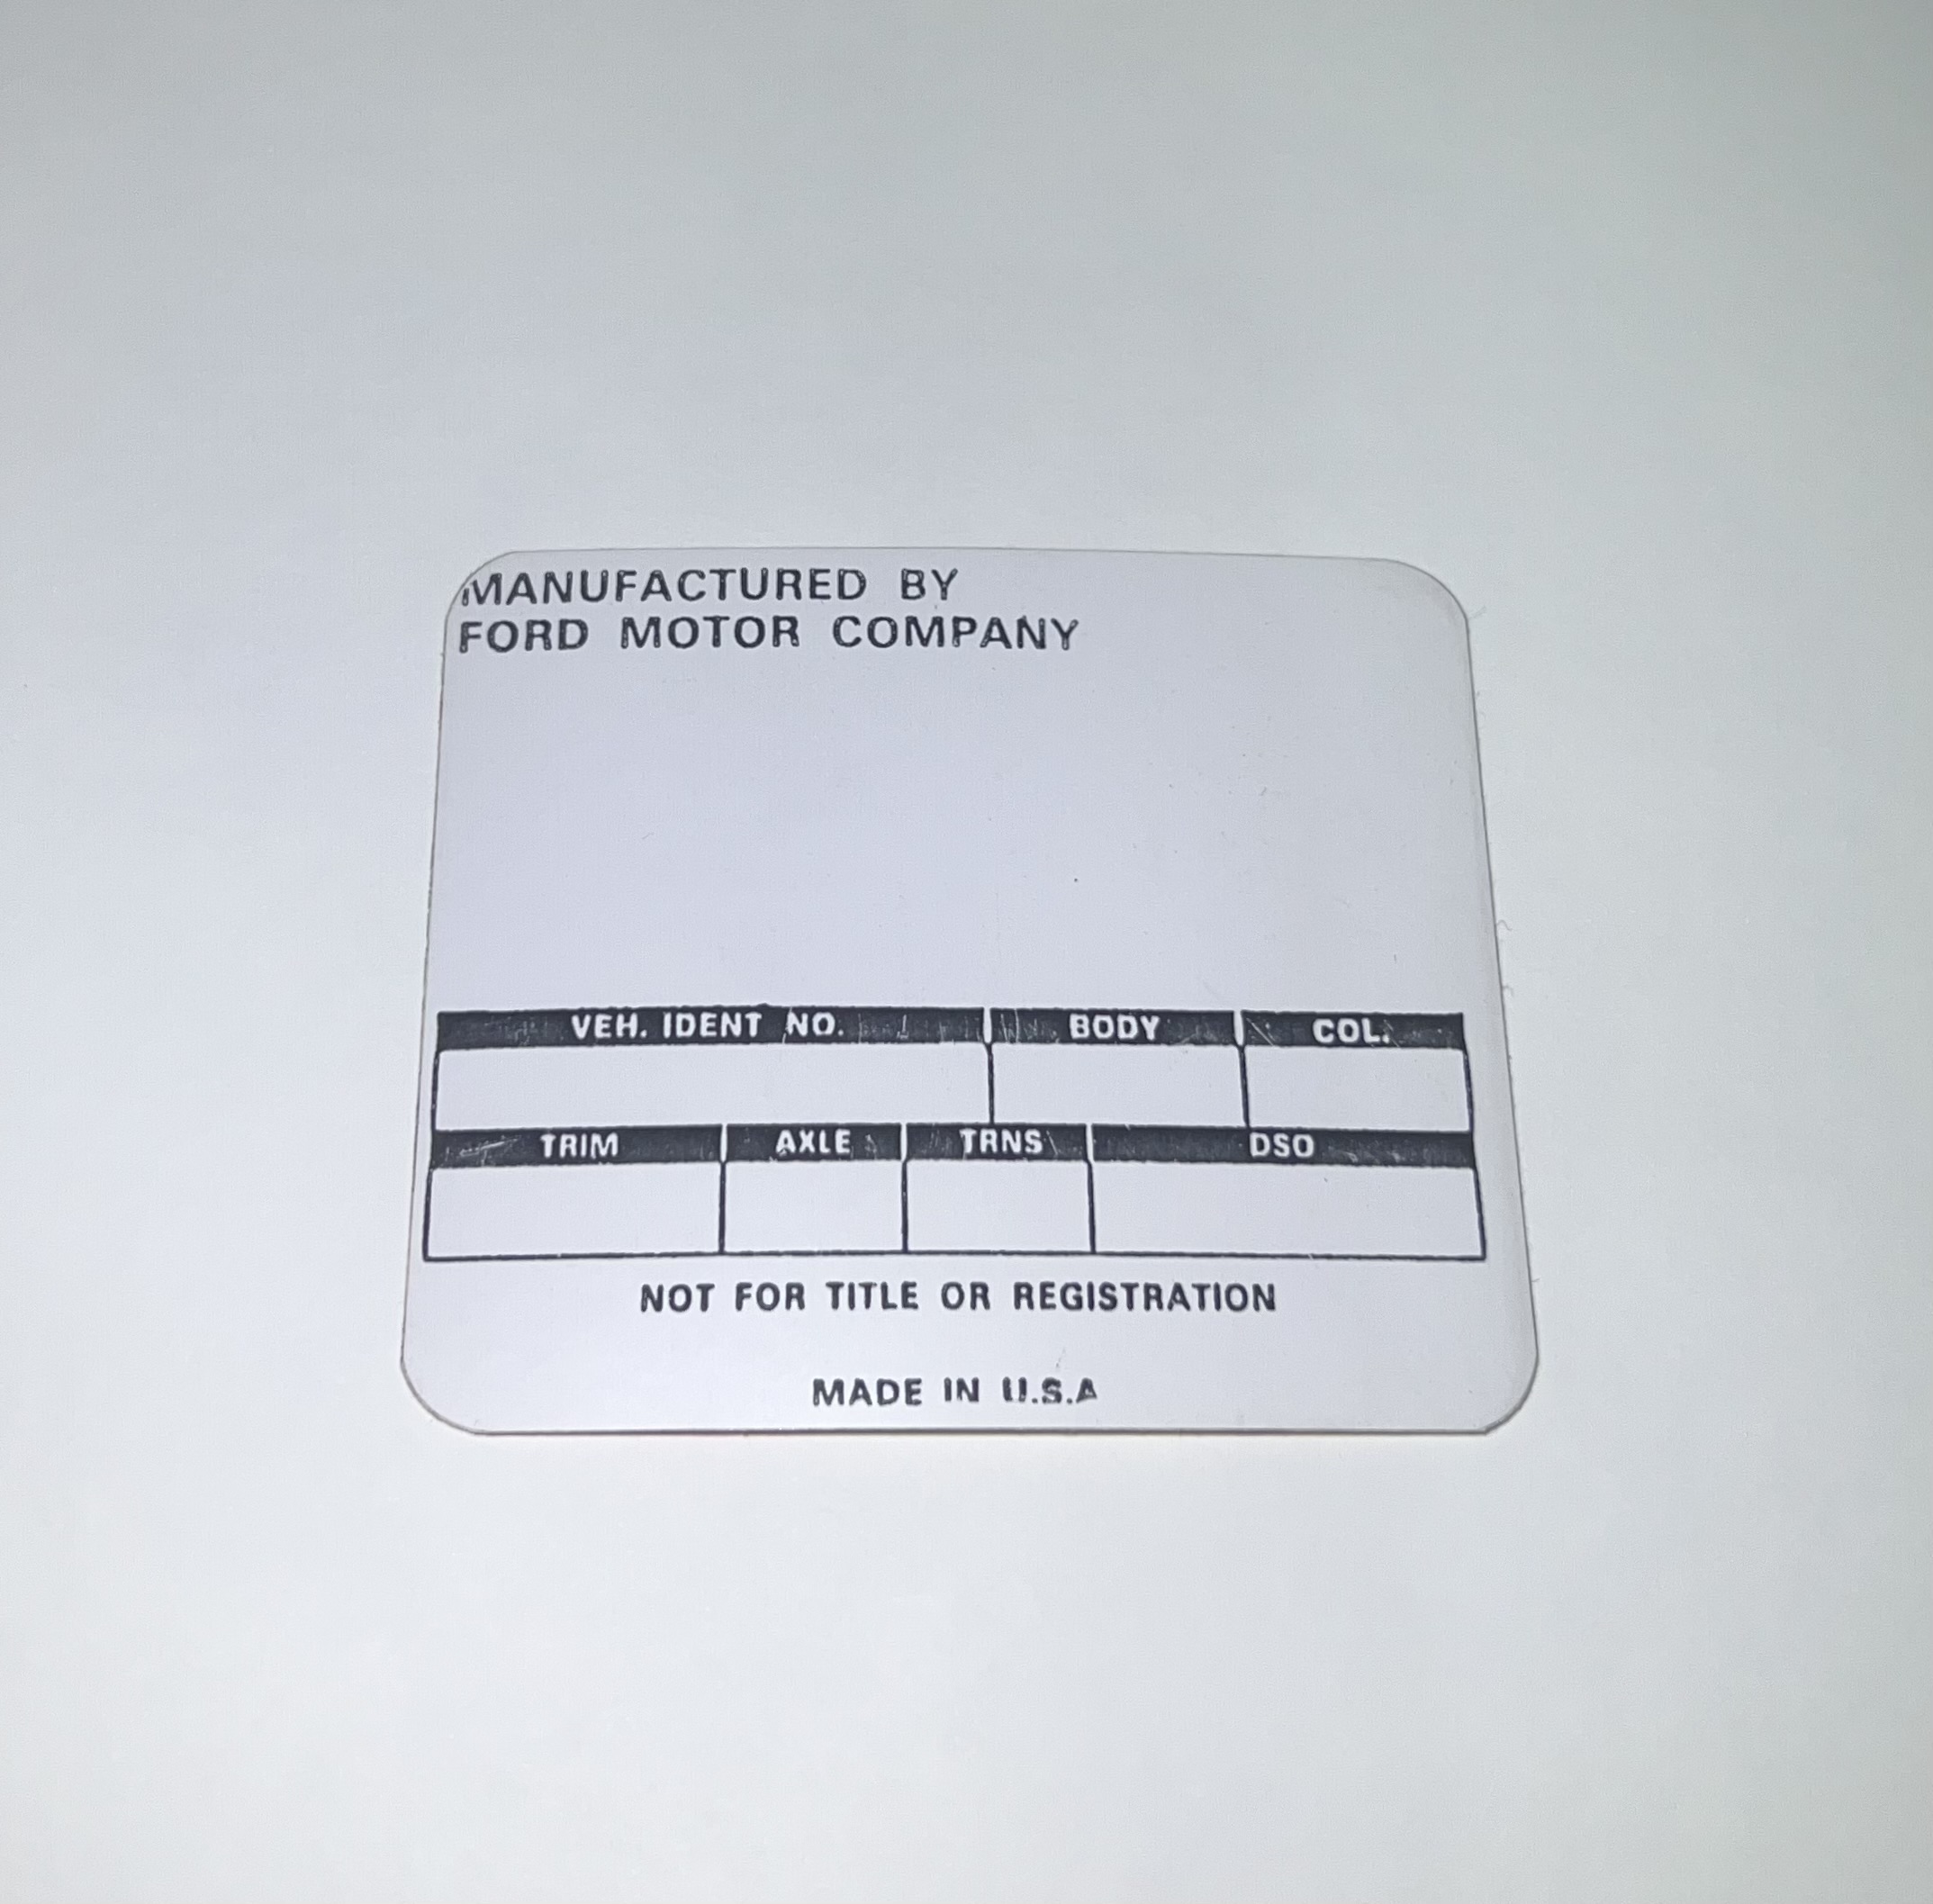 MANUFACTURED BY
FORD MOTOR COMPANY
VEH. IDENT NO. BODY COL.
TRIM AXLE TRNS DSO
NOT FOR TITLE OR REGISTRATION
MADE IN U.S.A